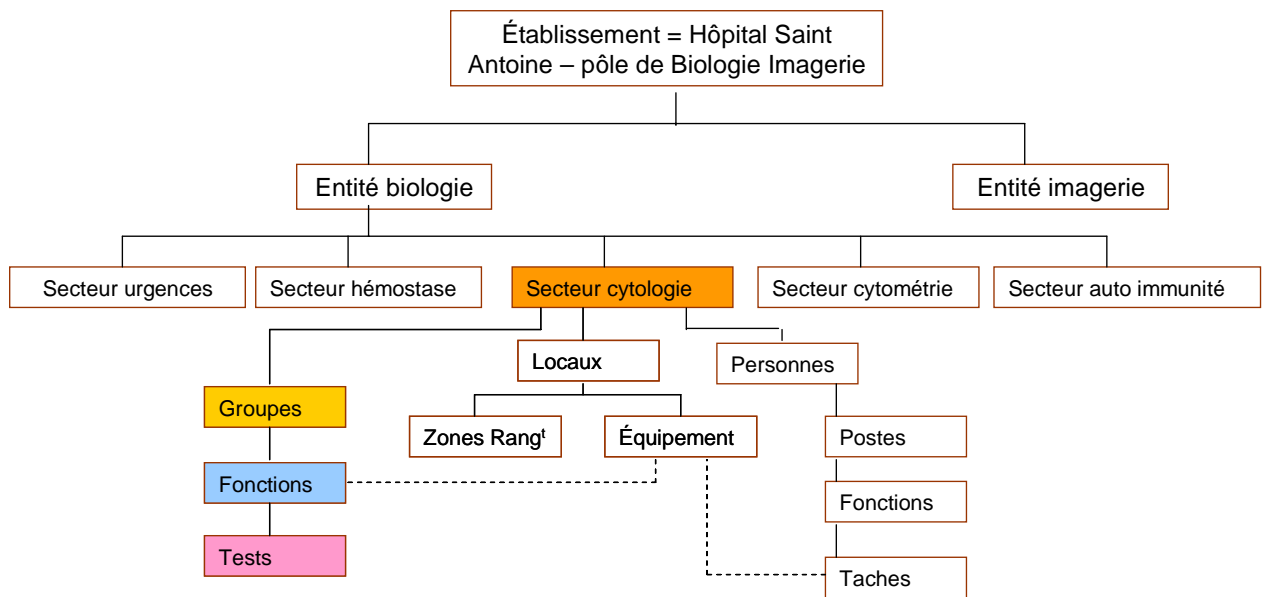 Établissement = Hôpital Saint
Antoine – pôle de Biologie Imagerie
Entité biologie
Entité imagerie
Secteur urgences
Secteur hémostase
Secteur cytologie
Secteur cytométrie
Secteur auto immunité
Locaux
Personnes
Groupes
Zones Rangᵗ
Équipement
Postes
Fonctions
Fonctions
Tests
Taches